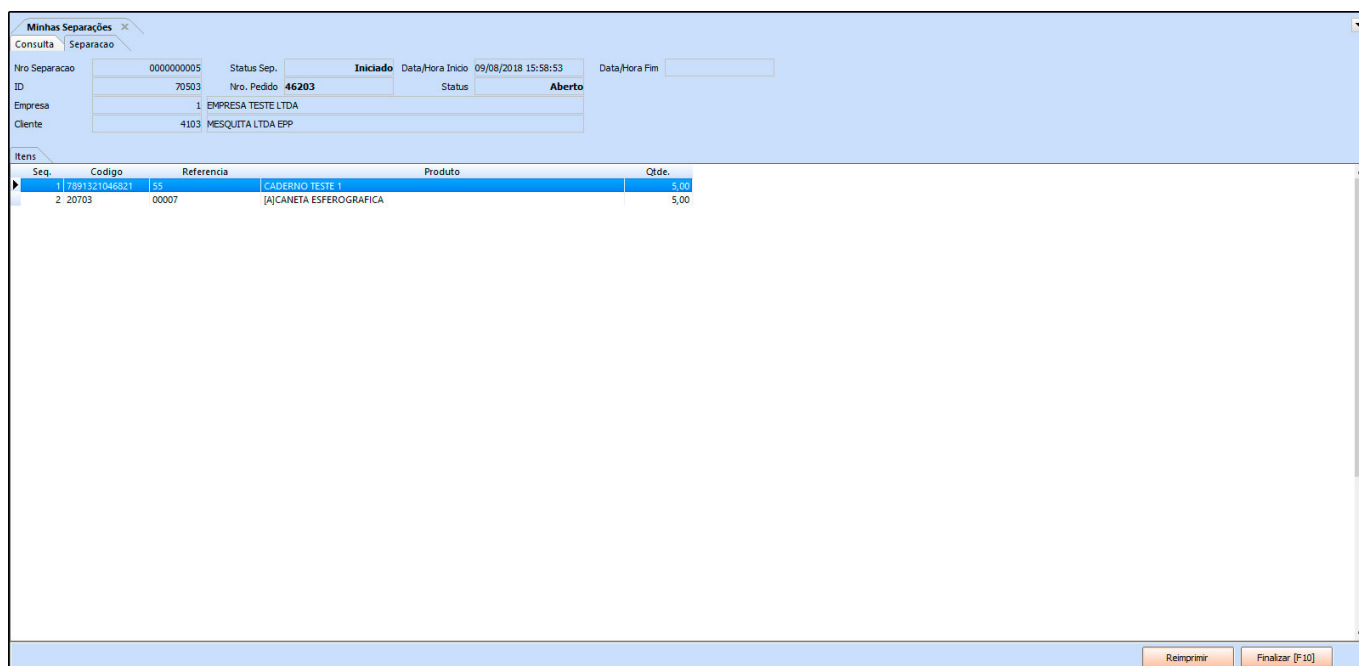 Minhas Separações
Consulta Separacao
Nro Separacao 0000000005 Status Sep. Iniciado Data/Hora Inicio 09/08/2018 15:58:53 Data/Hora Fim
ID 70503 Nro. Pedido 46203 Status Aberto
Empresa 1 EMPRESA TESTE LTDA
Cliente 4103 MESQUITA LTDA EPP
Itens
Seq. Codigo Referencia Produto Qtde.
1 7891321046821 55 CADERNO TESTE 1 5,00
2 20703 00007 [A]CANETA ESFEROGRAFICA 5,00
Reimprimir Finalizar [F10]